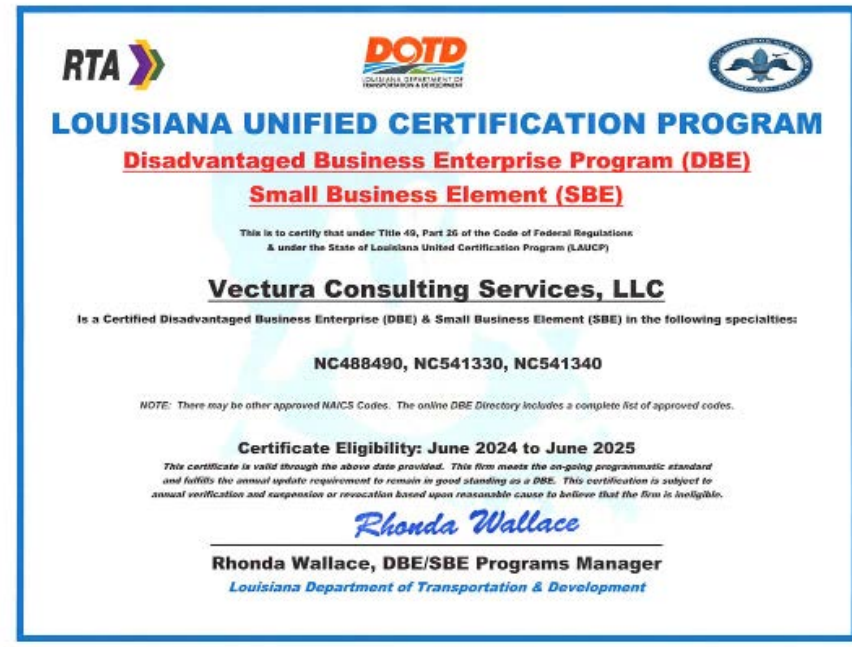 RTA
DOTD
LOUISIANA DEPARTMENT OF
TRANSPORTATION & DEVELOPMENT
LOUISIANA UNIFIED CERTIFICATION PROGRAM
Disadvantaged Business Enterprise Program (DBE)
Small Business Element (SBE)
This is to certify that under Title 49, Part 26 of the Code of Federal Regulations
& under the State of Louisiana United Certification Program (LAUCP)
Vectura Consulting Services, LLC
Is a Certified Disadvantaged Business Enterprise (DBE) & Small Business Element (SBE) in the following specialties:
NC488490, NC541330, NC541340
NOTE: There may be other approved NAICS Codes. The online DBE Directory includes a complete list of approved codes.
Certificate Eligibility: June 2024 to June 2025
This certificate is valid through the above date provided. This firm meets the on-going programmatic standard
and fulfills the annual update requirement to remain in good standing as a DBE. This certification is subject to
annual verification and suspension or revocation based upon reasonable cause to believe that the firm is ineligible.
Rhonda Wallace
Rhonda Wallace, DBE/SBE Programs Manager
Louisiana Department of Transportation & Development